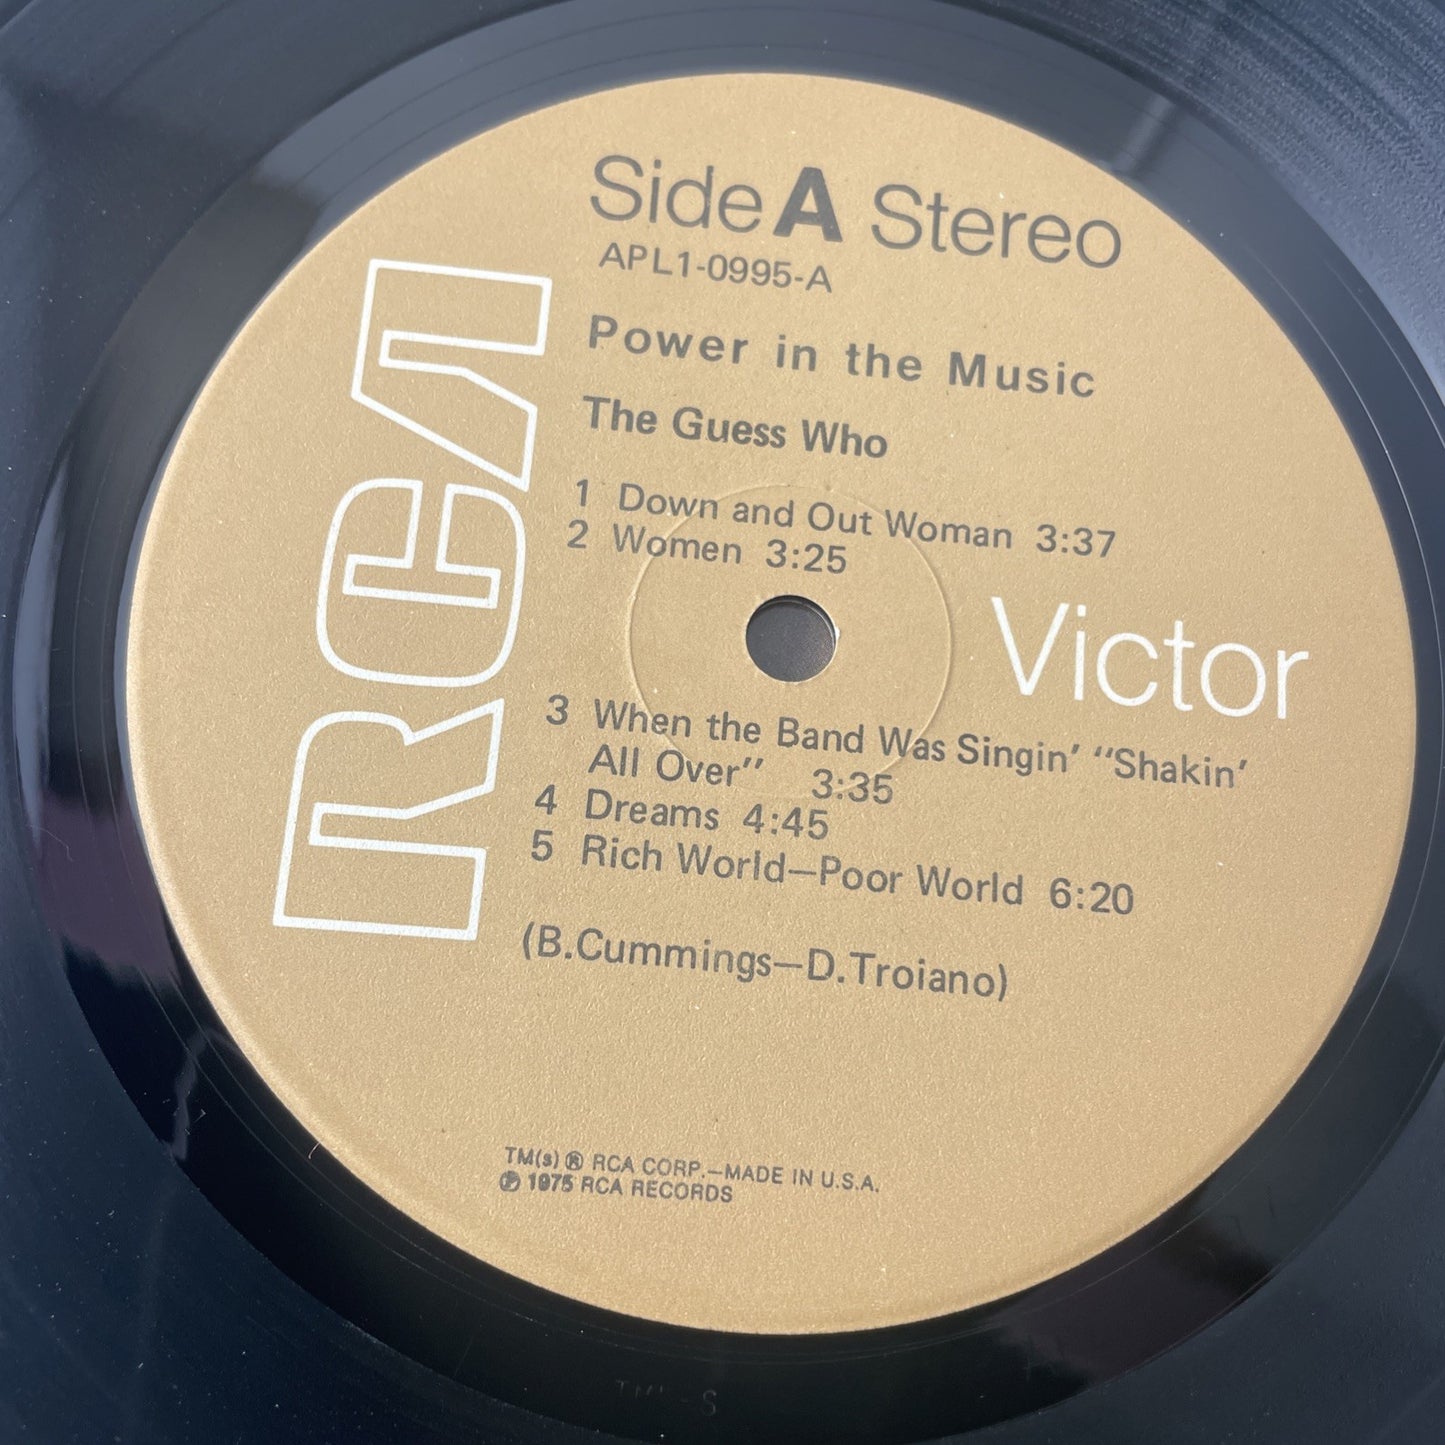 Side A Stereo
APL1-0995-A
Power in the Music
The Guess Who
1 Down and Out Woman 3:37
2 Women 3:25
RCA
Victor
3 When the Band Was Singin' "Shakin'
All Over" 3:35
4 Dreams 4:45
5 Rich World—Poor World 6:20
(B.Cummings—D.Troiano)
TM(s) ® RCA CORP.—MADE IN U.S.A.
℗ 1975 RCA RECORDS